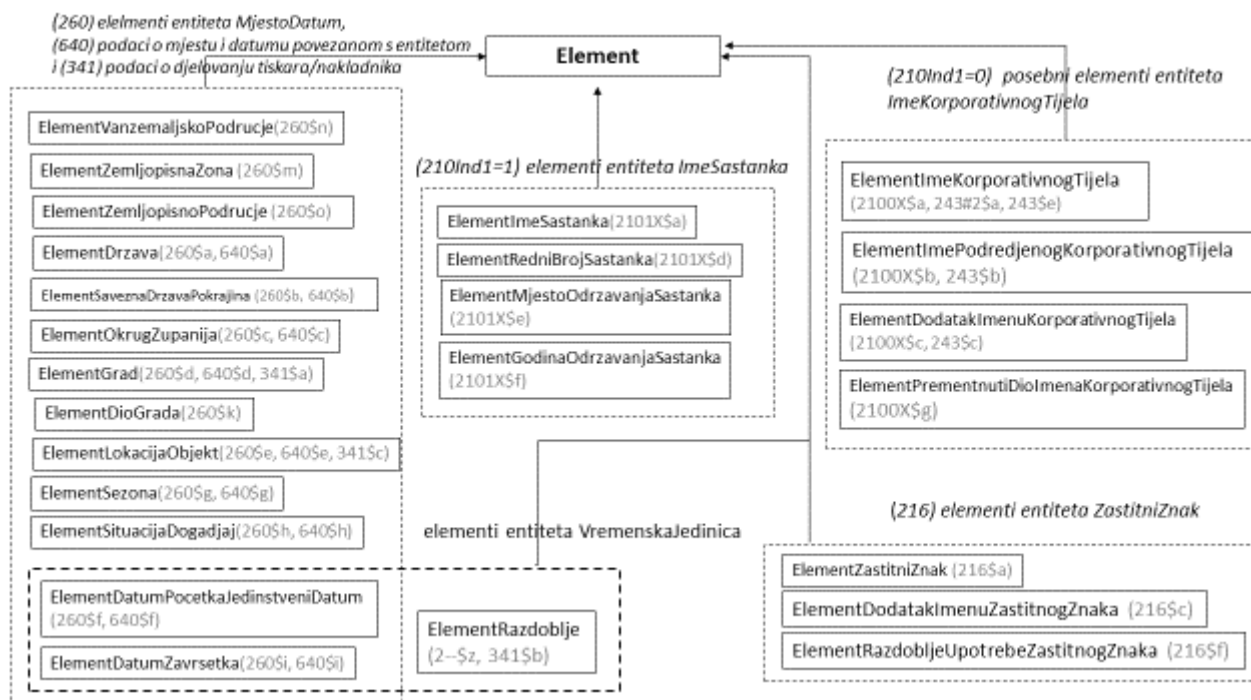 (260) elelmenti entiteta MjestoDatum,
(640) podaci o mjestu i datumu povezanom s entitetom
i (341) podaci o djelovanju tiskara/nakladnika
Element
(210Ind1=0) posebni elementi entiteta
ImeKorporativnogTijela
ElementVanzemaljskoPodrucje(260$n)
ElementZemljopisnaZona (260$m)
ElementZemljopisnoPodrucje (260$o)
ElementDrzava(260$a, 640$a)
ElementSaveznaDrzavaPokrajina (260$b, 640$b)
ElementOkrugZupanija(260$c, 640$c)
ElementGrad(260$d, 640$d, 341$a)
ElementDioGrada(260$k)
ElementLokacijaObjekt(260$e, 640$e, 341$c)
ElementSezona(260$g, 640$g)
ElementSituacijaDogadjaj(260$h, 640$h)
ElementDatumPocetkaJedinstveniDatum
(260$f, 640$f)
ElementDatumZavrsetka(260$i, 640$i)
(210Ind1=1) elementi entiteta ImeSastanka
ElementImeSastanka(2101X$a)
ElementRedniBrojSastanka(2101X$d)
ElementMjestoOdrzavanjaSastanka
(2101X$e)
ElementGodinaOdrzavanjaSastanka
(2101X$f)
elementi entiteta VremenskaJedinica
ElementRazdoblje
(2--$z, 341$b)
ElementImeKorporativnogTijela
(2100X$a, 243#2$a, 243$e)
ElementImePodredjenogKorporativnogTijela
(2100X$b, 243$b)
ElementDodatakImenuKorporativnogTijela
(2100X$c, 243$c)
ElementPrementnutiDioImenaKorporativnogTijela
(2100X$g)
(216) elementi entiteta ZastitniZnak
ElementZastitniZnak (216$a)
ElementDodatakImenuZastitnogZnaka (216$c)
ElementRazdobljeUpotrebeZastitnogZnaka (216$f)